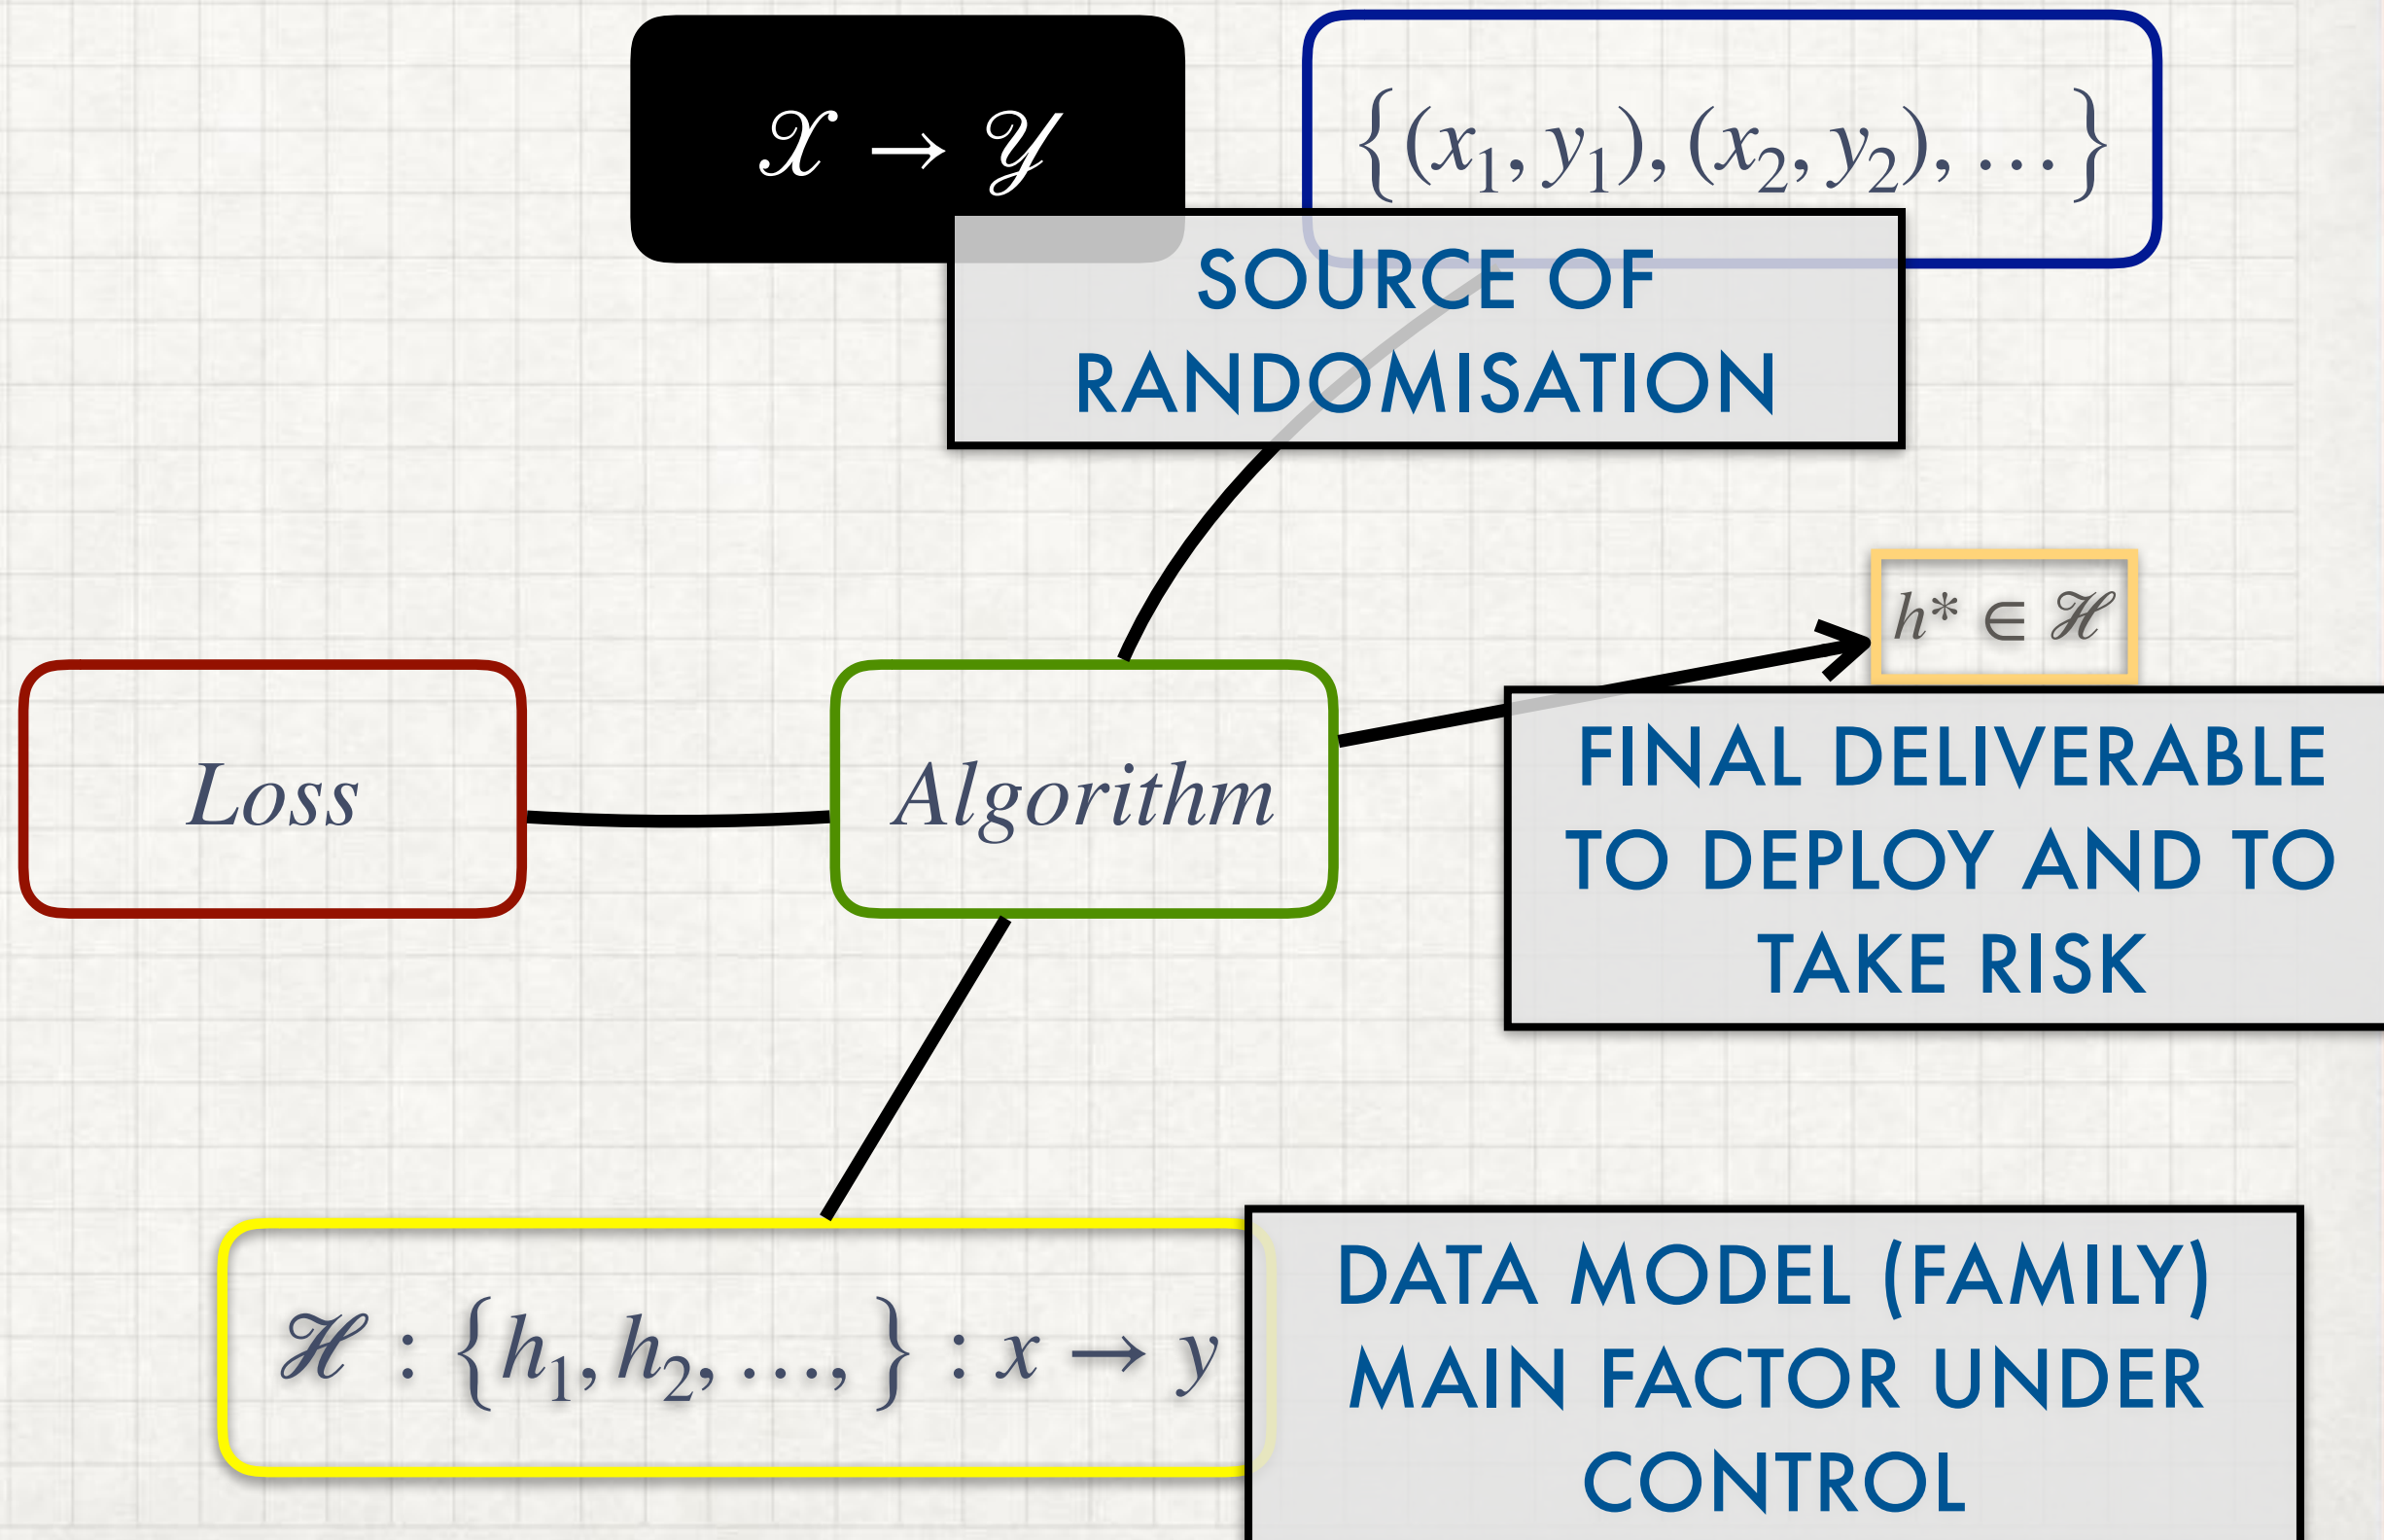 𝒳 → 𝒴
{(x₁, y₁), (x₂, y₂), …}
SOURCE OF
RANDOMISATION
h* ∈ ℋ
Loss
Algorithm
FINAL DELIVERABLE
TO DEPLOY AND TO
TAKE RISK
ℋ : {h₁, h₂, …, } : x → y
DATA MODEL (FAMILY)
MAIN FACTOR UNDER
CONTROL